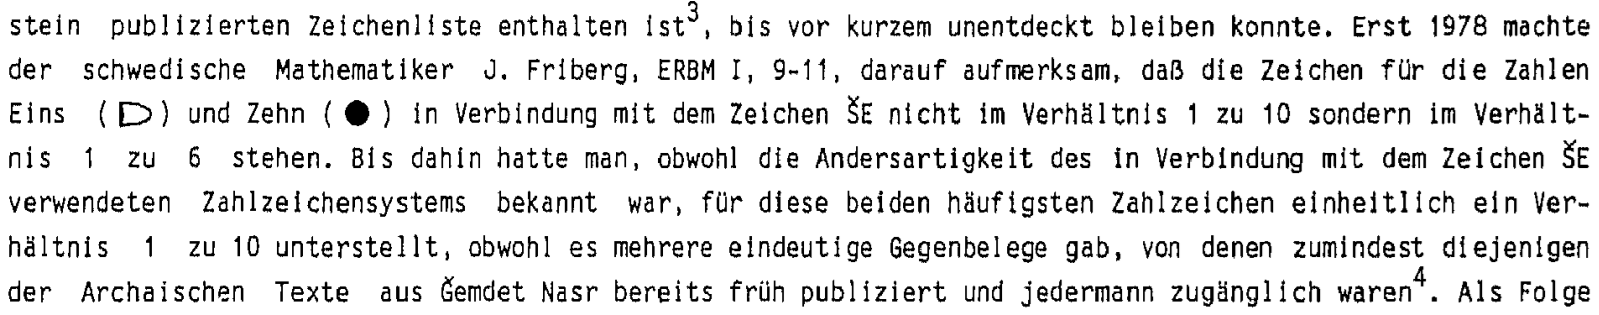 stein publizierten Zeichenliste enthalten ist³, bis vor kurzem unentdeckt bleiben konnte. Erst 1978 machte
der schwedische Mathematiker J. Friberg, ERBM I, 9-11, darauf aufmerksam, daß die Zeichen für die Zahlen
Eins ( D ) und Zehn ( ● ) in Verbindung mit dem Zeichen ŠE nicht im Verhältnis 1 zu 10 sondern im Verhält-
nis 1 zu 6 stehen. Bis dahin hatte man, obwohl die Andersartigkeit des in Verbindung mit dem Zeichen ŠE
verwendeten Zahlzeichensystems bekannt war, für diese beiden häufigsten Zahlzeichen einheitlich ein Ver-
hältnis 1 zu 10 unterstellt, obwohl es mehrere eindeutige Gegenbelege gab, von denen zumindest diejenigen
der Archaischen Texte aus Ǧemdet Nasr bereits früh publiziert und jedermann zugänglich waren⁴. Als Folge